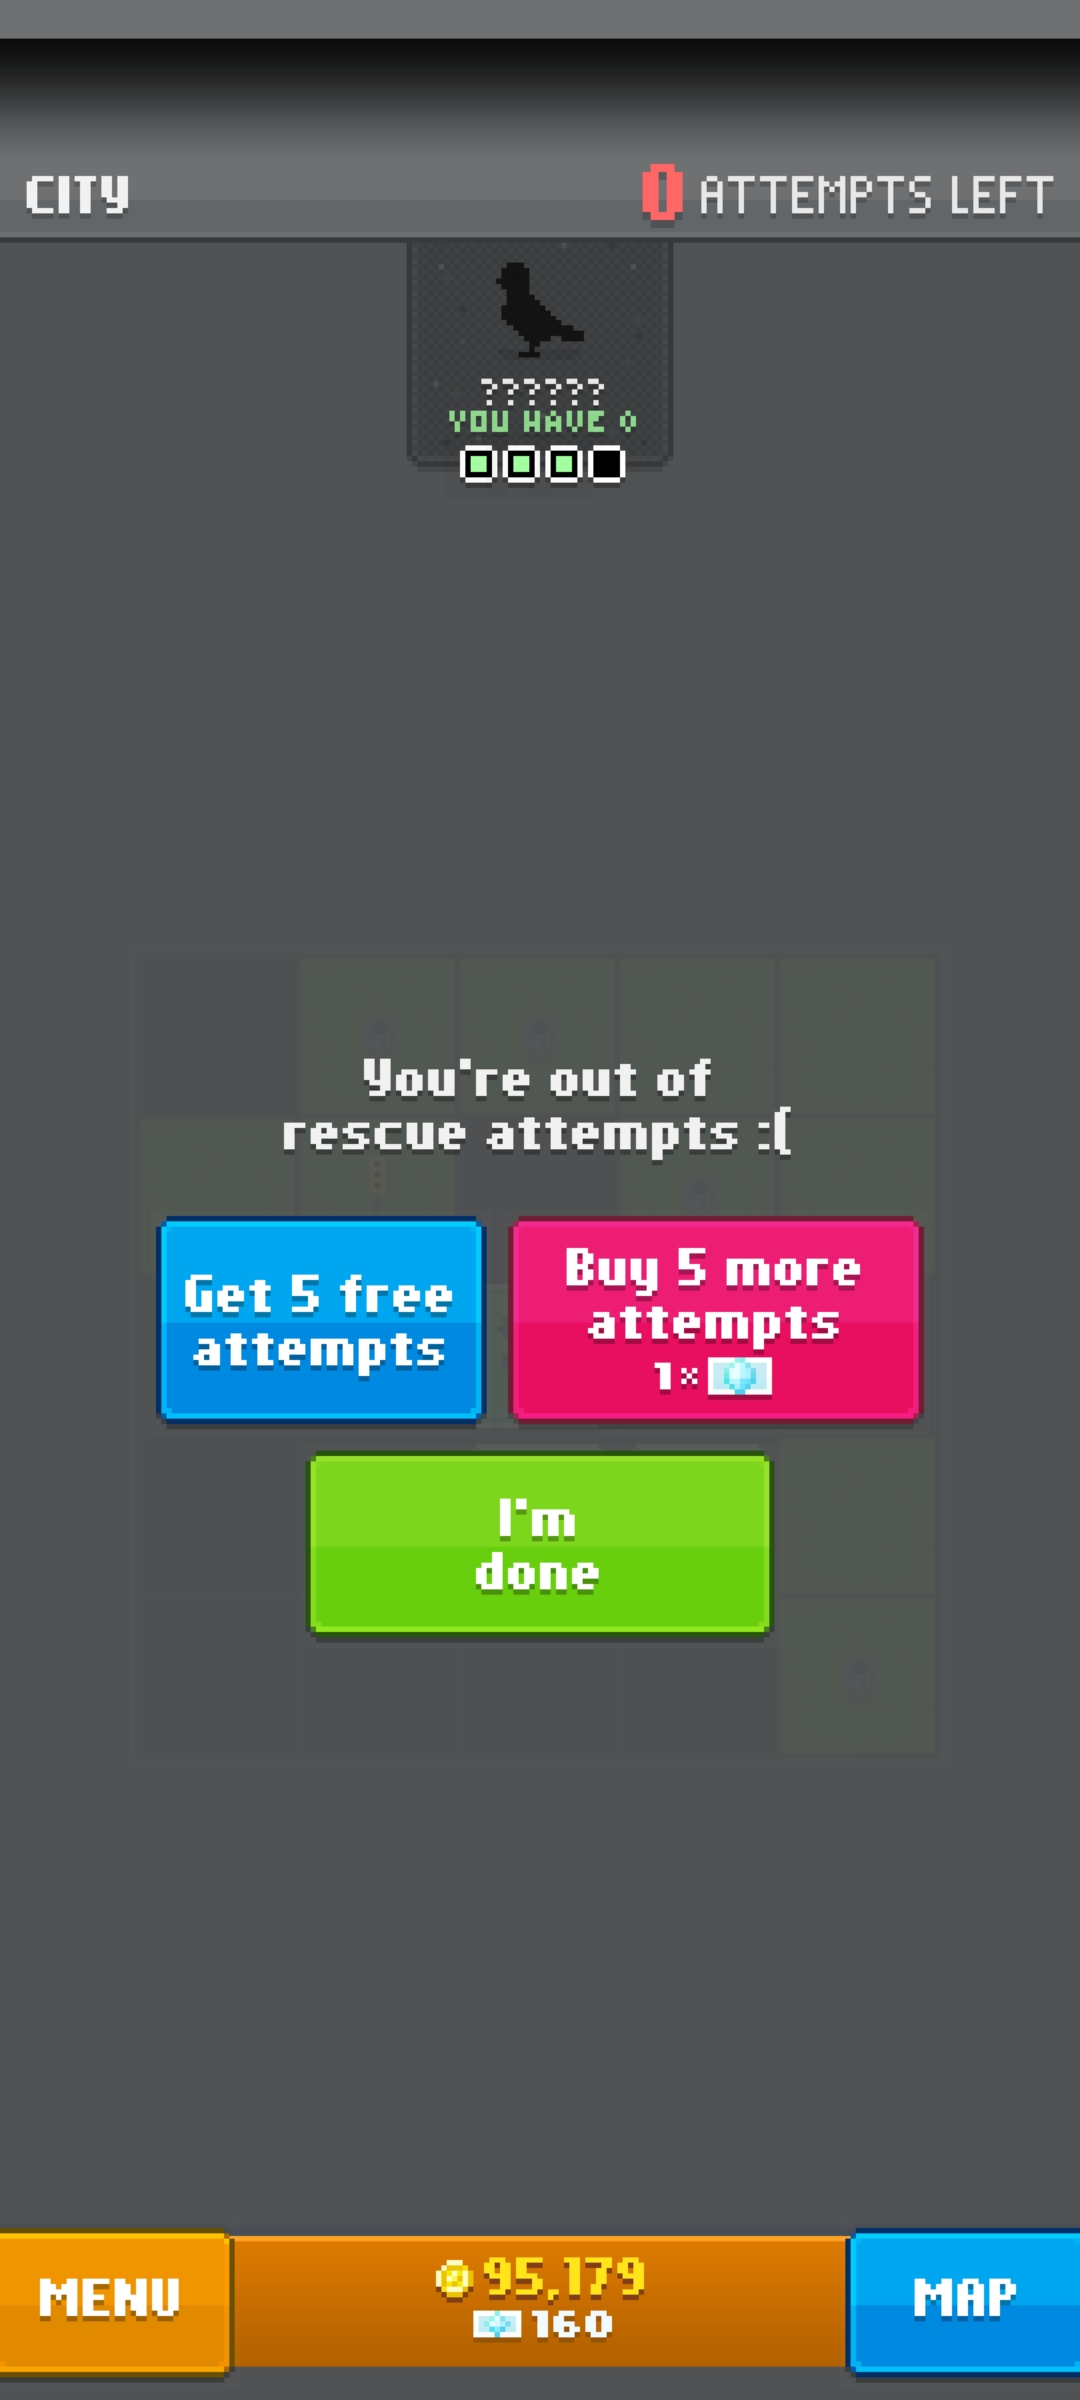 CITY
0 ATTEMPTS LEFT
??????
YOU HAVE 0
You're out of
rescue attempts :(
Get 5 free
attempts
Buy 5 more
attempts
1×
I'm
done
MENU
95,179
160
MAP